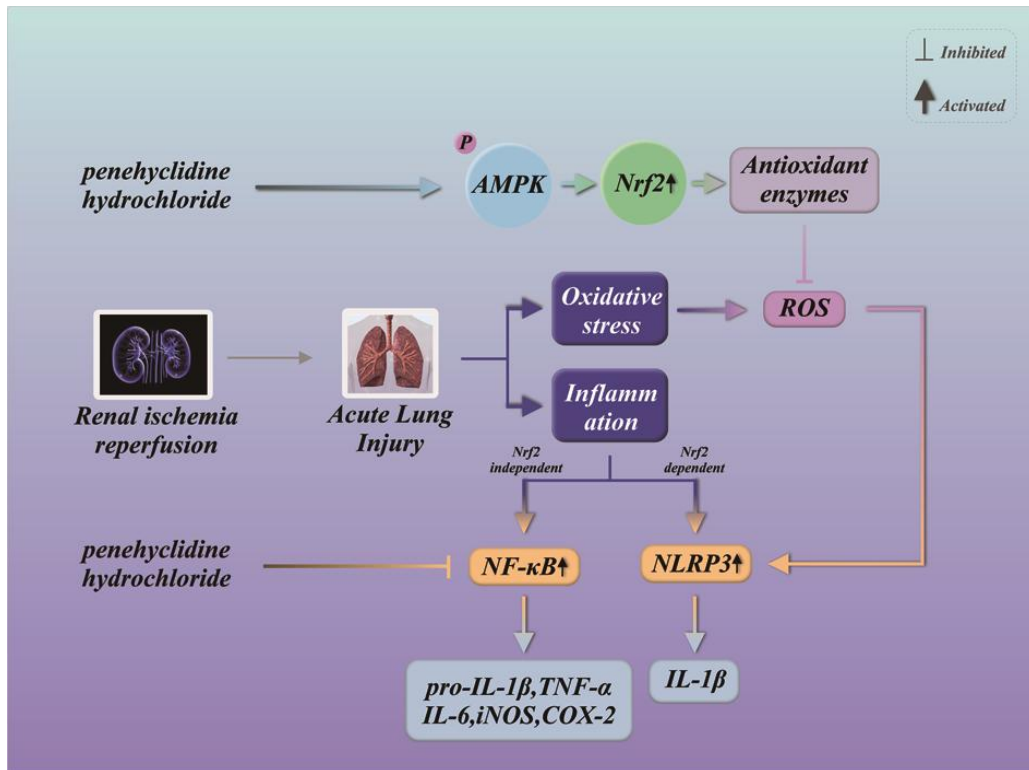 Inhibited
Activated
P
penehyclidine
hydrochloride
AMPK
Nrf2
Antioxidant
enzymes
Oxidative
stress
ROS
Renal ischemia
reperfusion
Acute Lung
Injury
Inflamm
ation
Nrf2
independent
Nrf2
dependent
penehyclidine
hydrochloride
NF-κB
NLRP3
pro-IL-1β,TNF-α
IL-6,iNOS,COX-2
IL-1β